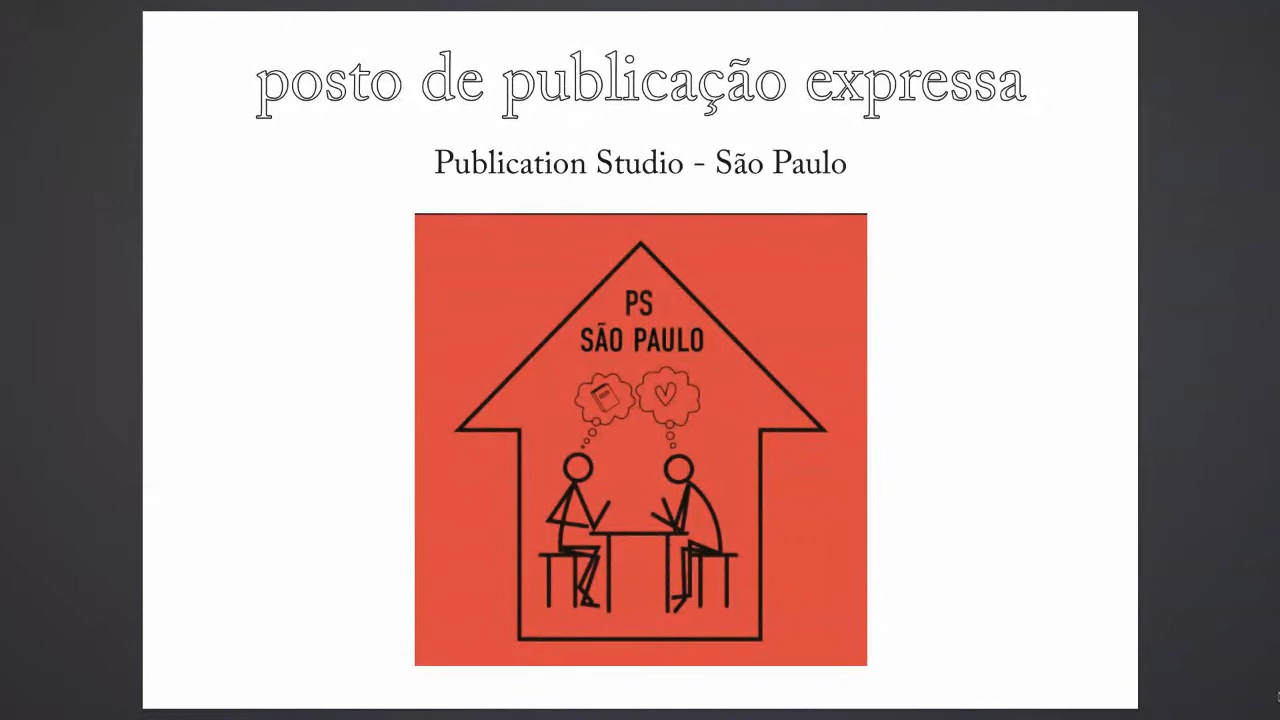 posto de publicação expressa
Publication Studio - São Paulo
PS
SÃO PAULO